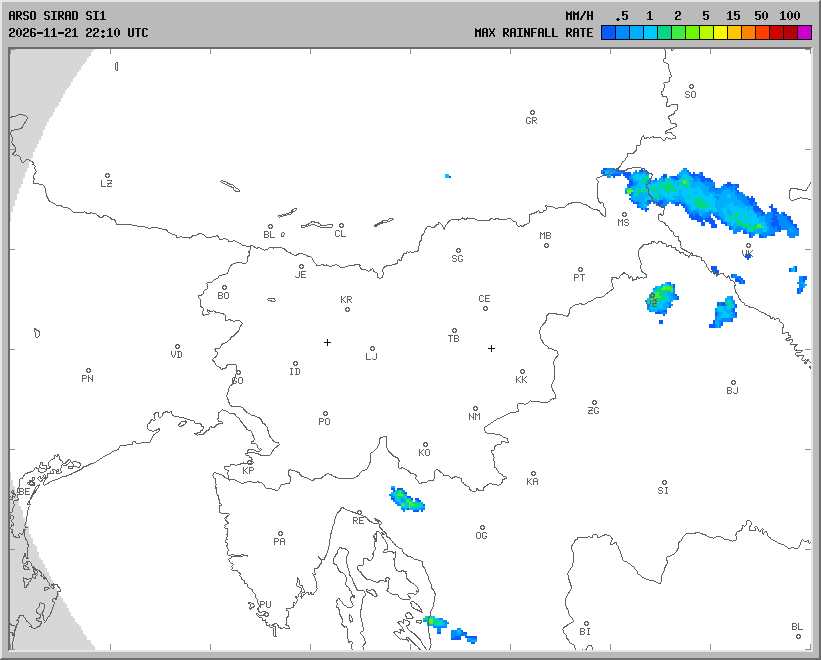 ARSO SIRAD SI1
MM/H .5 1 2 5 15 50 100
2026-11-21 22:10 UTC
MAX RAINFALL RATE
SO
GR
LZ
MS
BL
CL
MB
VK
SG
JE
PT
BO
KR
CE
TB
VD
LJ
ID
PN
GO
KK
BJ
NM
ZG
PO
KO
KP
KA
SI
BE
RE
OG
PA
PU
BI
BL